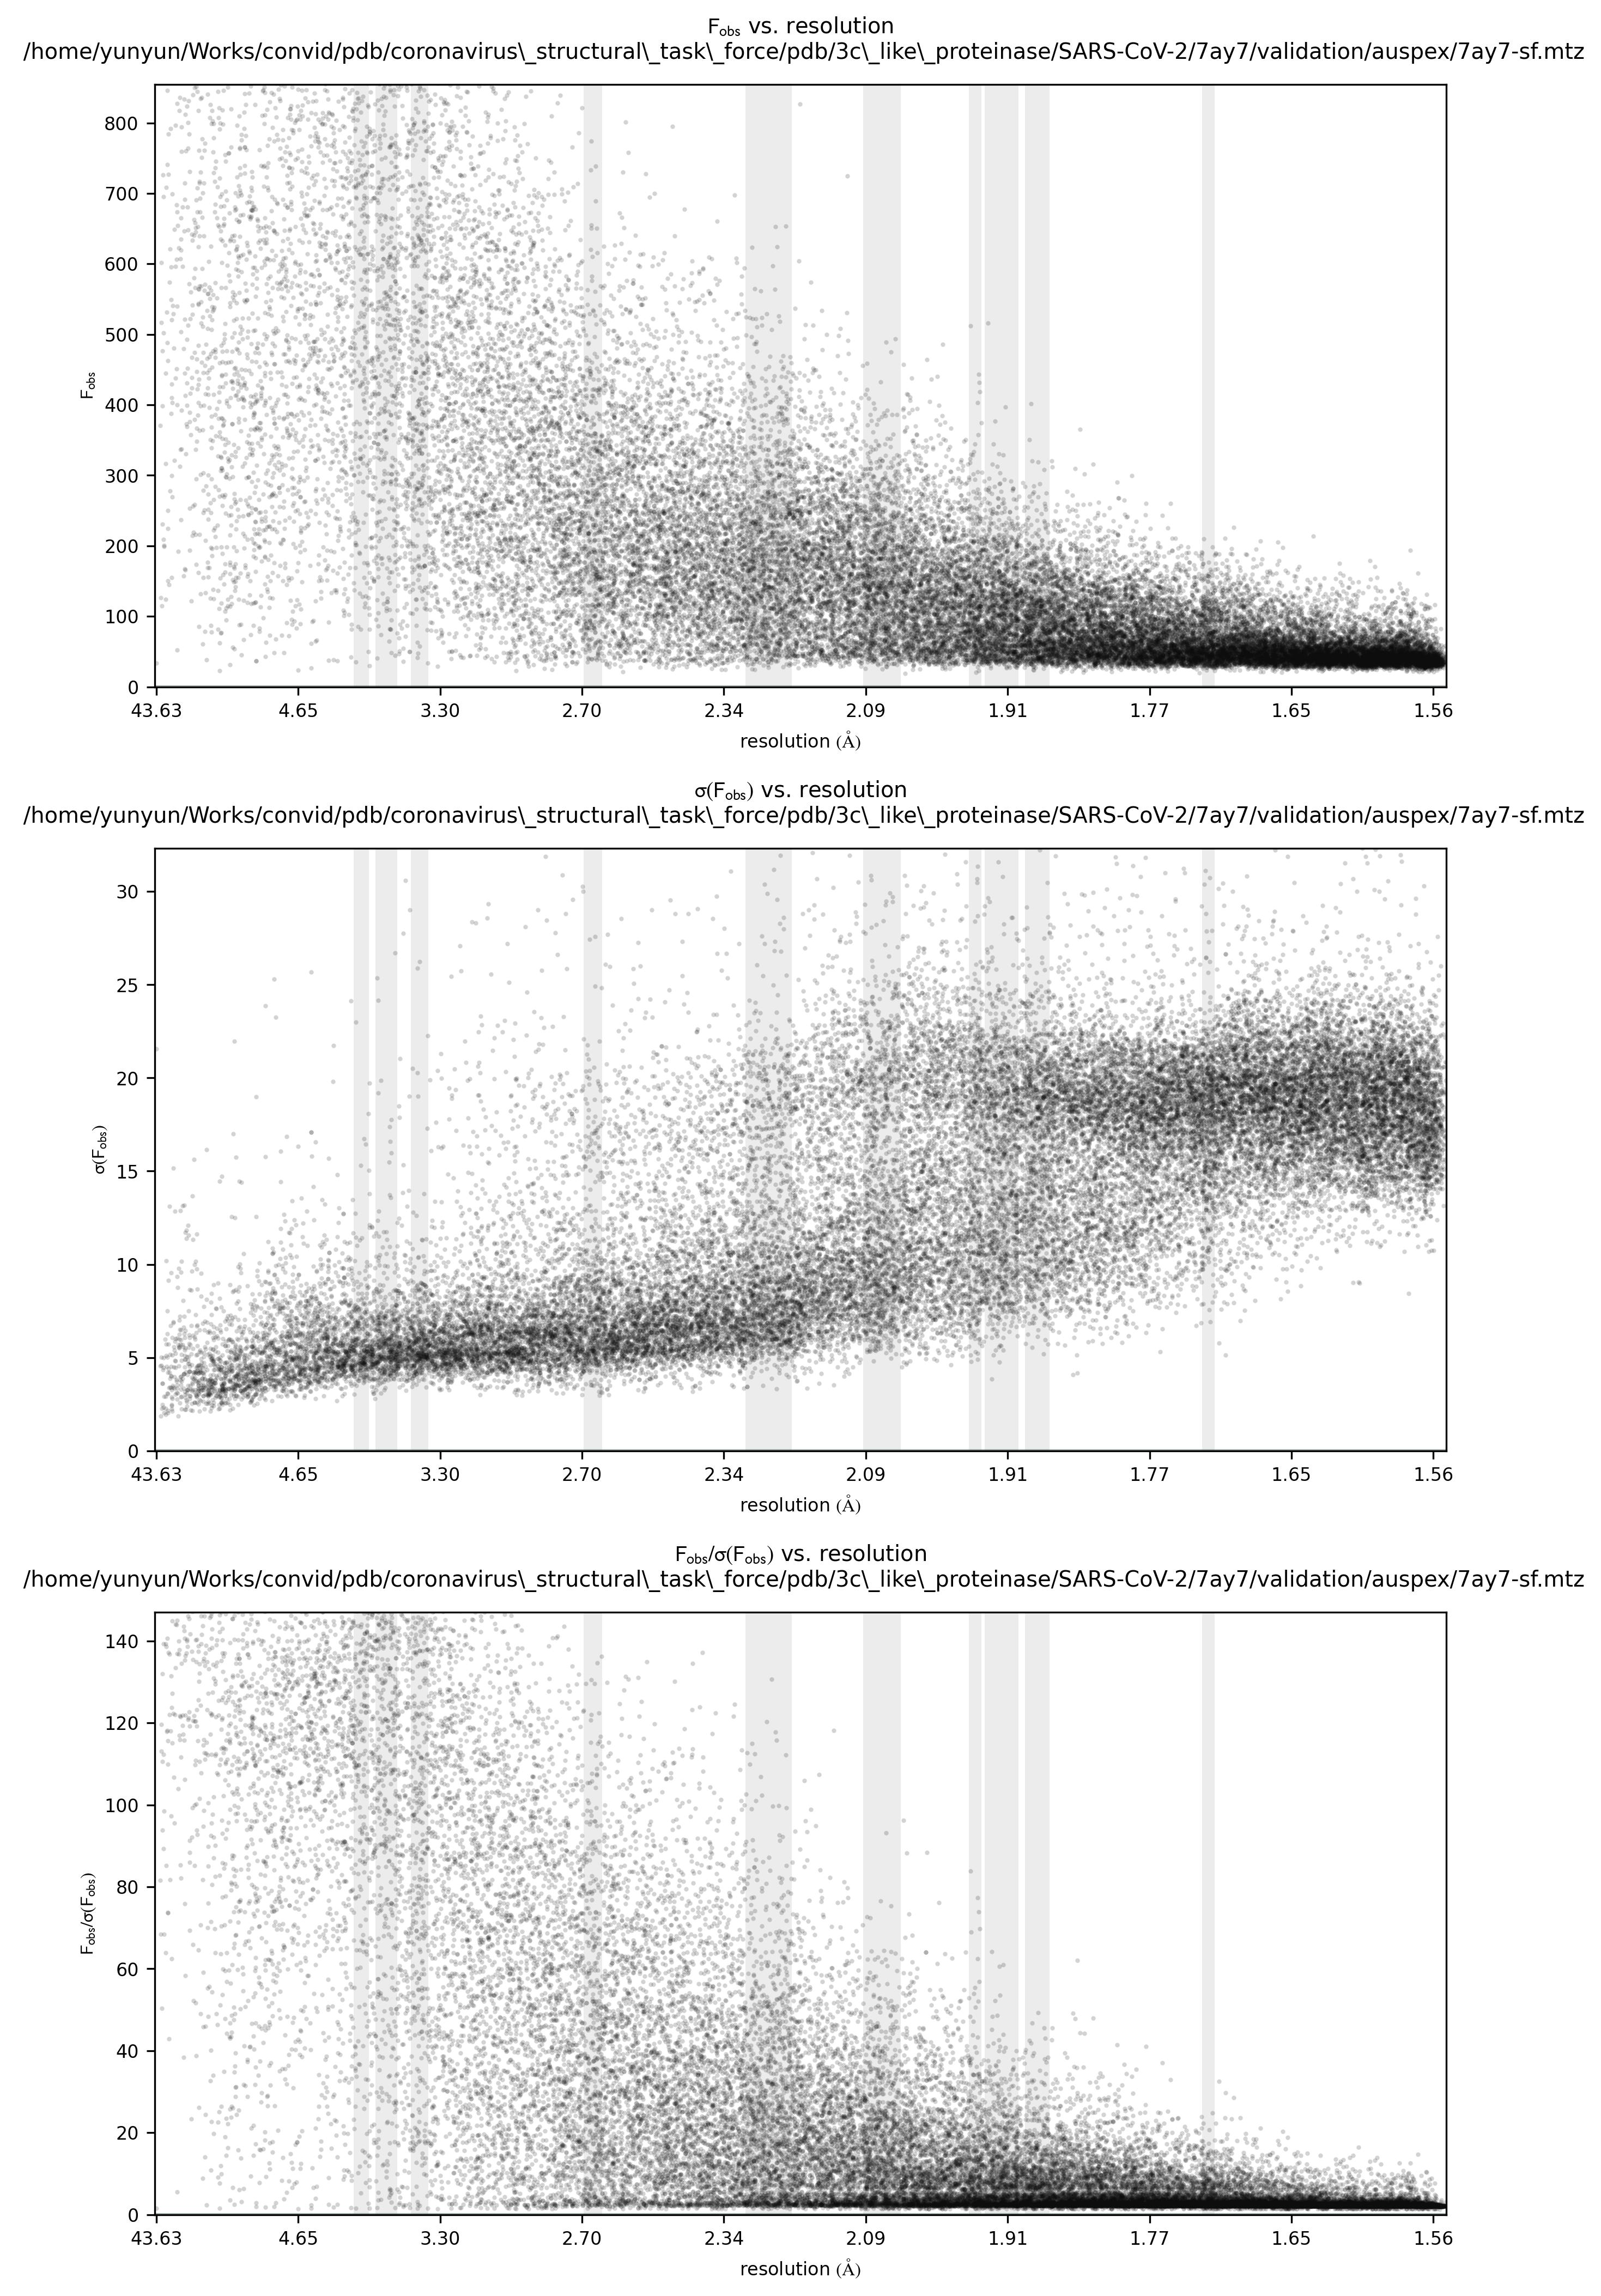 Fobs vs. resolution
/home/yunyun/Works/convid/pdb/coronavirus\_structural\_task\_force/pdb/3c\_like\_proteinase/SARS-CoV-2/7ay7/validation/auspex/7ay7-sf.mtz
800
700
600
500
400
300
200
100
0
Fobs
43.63 4.65 3.30 2.70 2.34 2.09 1.91 1.77 1.65 1.56
resolution (Å)
σ(Fobs) vs. resolution
/home/yunyun/Works/convid/pdb/coronavirus\_structural\_task\_force/pdb/3c\_like\_proteinase/SARS-CoV-2/7ay7/validation/auspex/7ay7-sf.mtz
30
25
20
15
10
5
0
σ(Fobs)
43.63 4.65 3.30 2.70 2.34 2.09 1.91 1.77 1.65 1.56
resolution (Å)
Fobs/σ(Fobs) vs. resolution
/home/yunyun/Works/convid/pdb/coronavirus\_structural\_task\_force/pdb/3c\_like\_proteinase/SARS-CoV-2/7ay7/validation/auspex/7ay7-sf.mtz
140
120
100
80
60
40
20
0
Fobs/σ(Fobs)
43.63 4.65 3.30 2.70 2.34 2.09 1.91 1.77 1.65 1.56
resolution (Å)